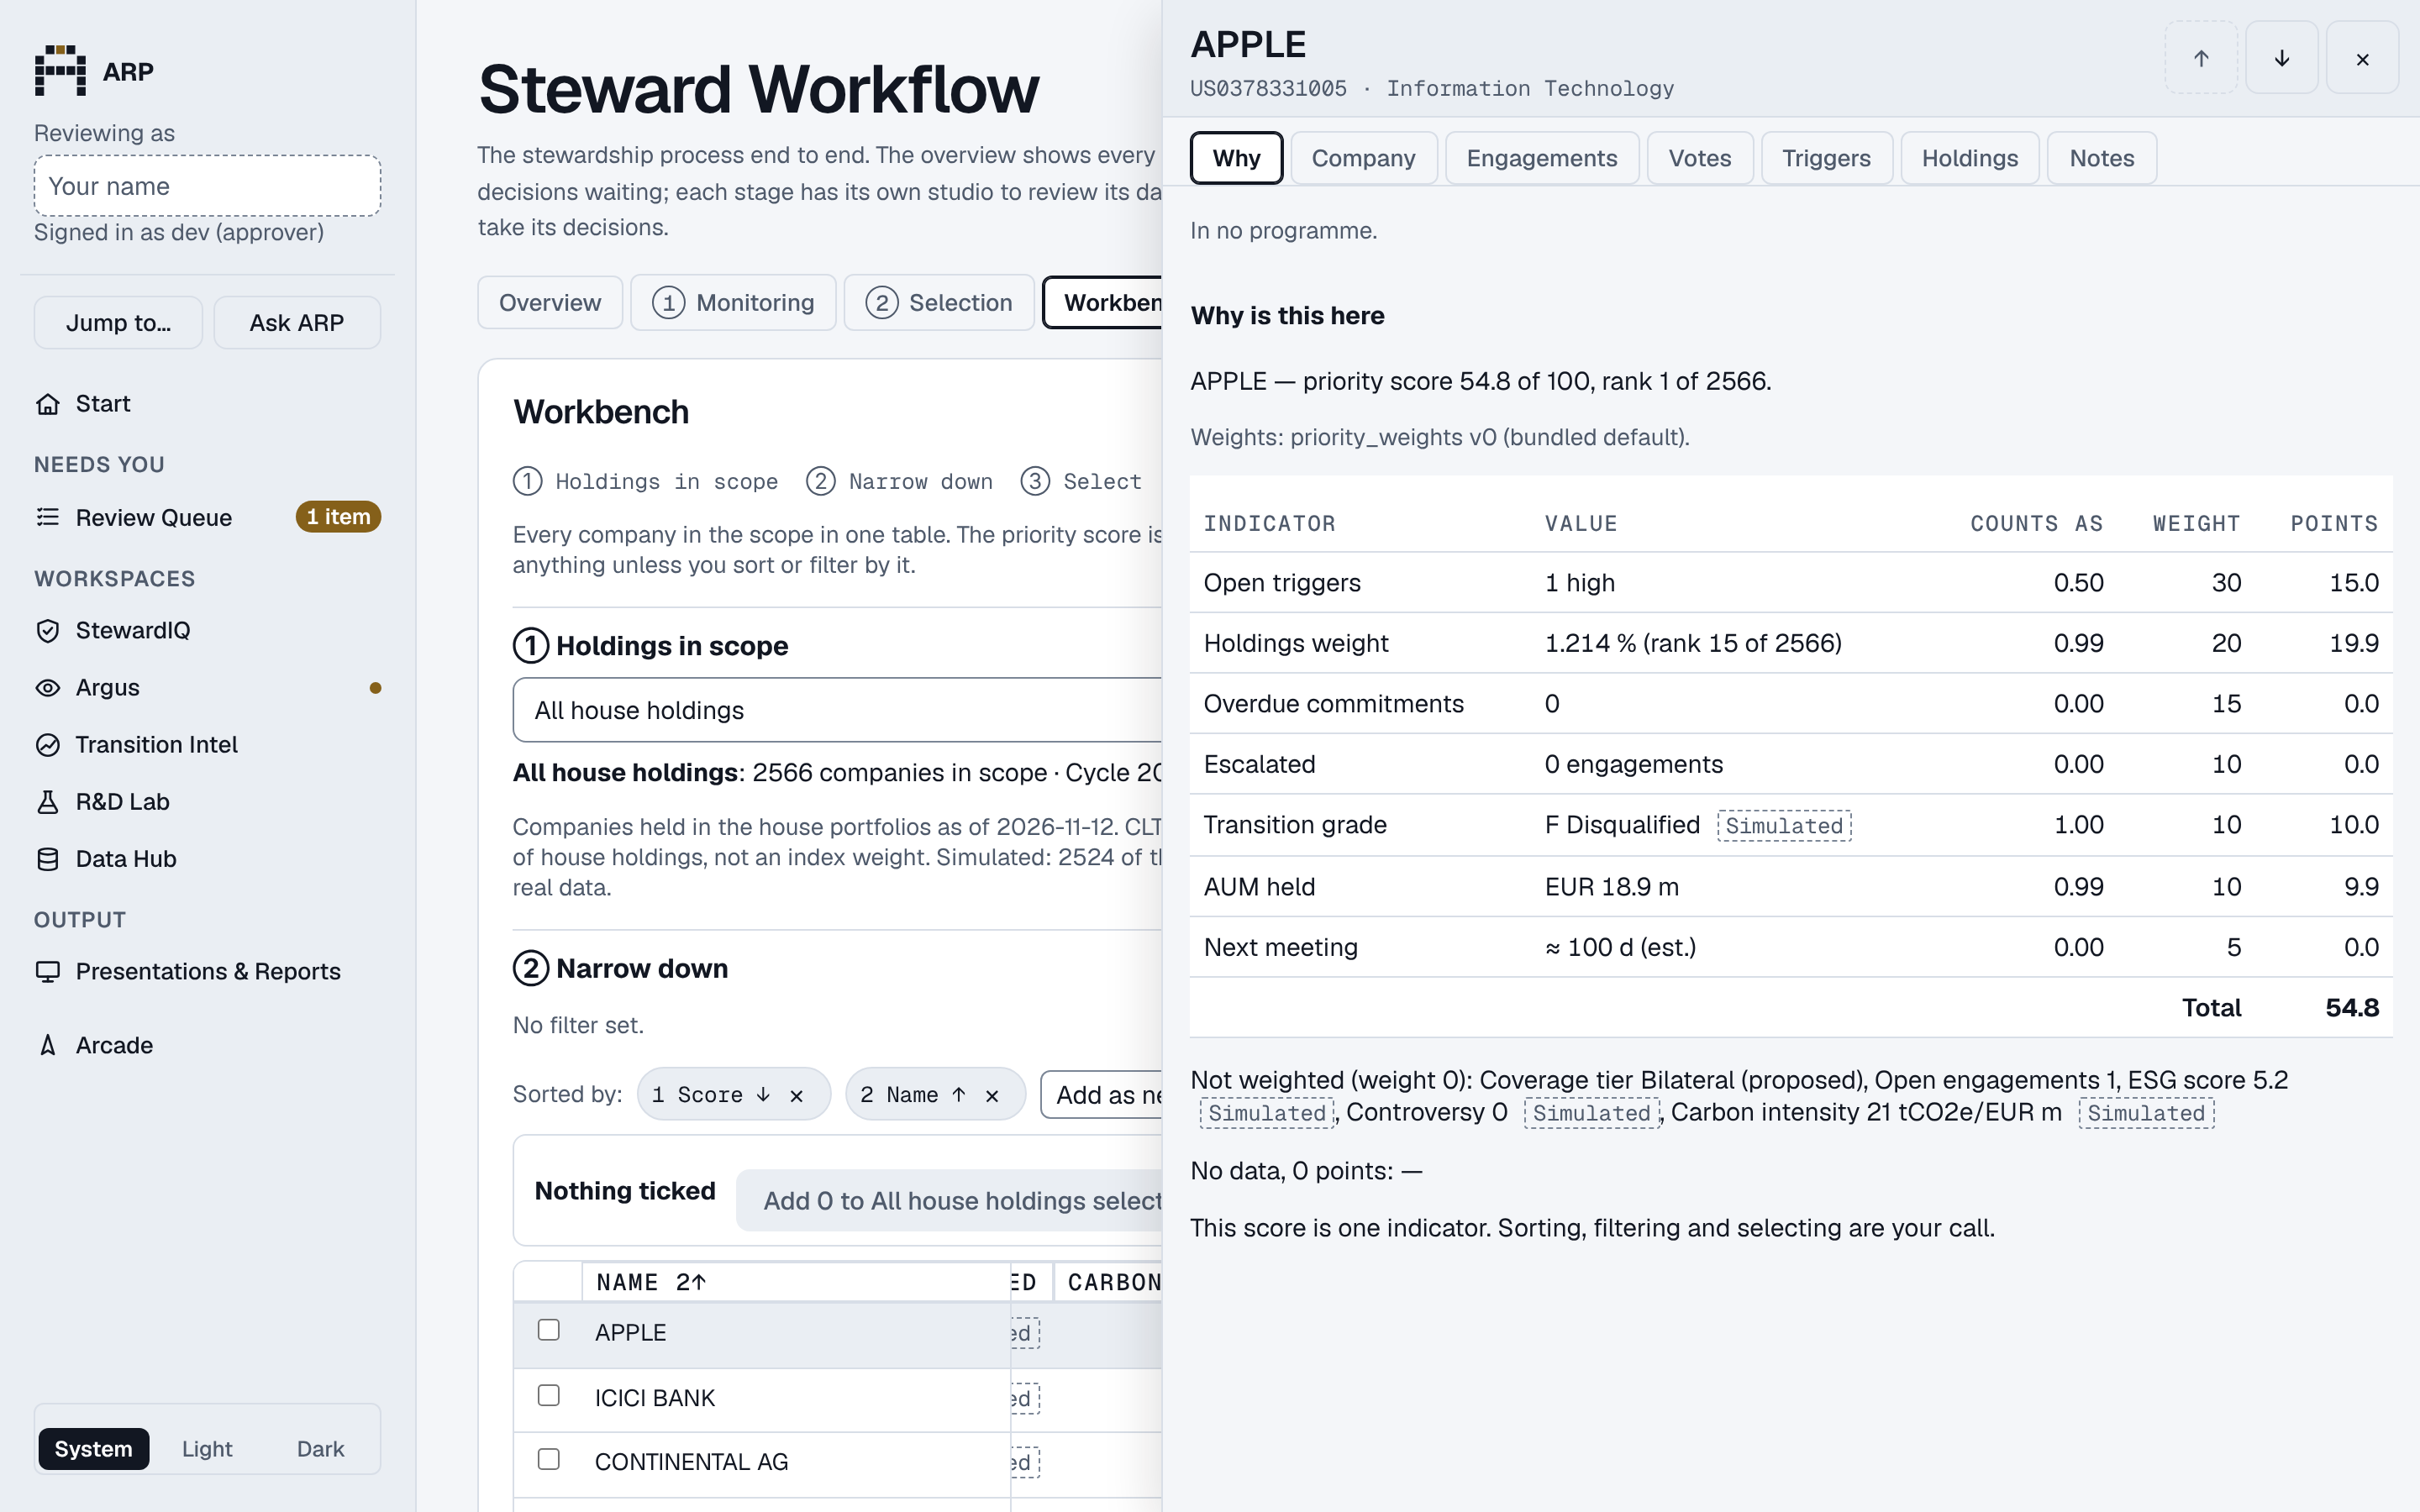 ARP
Reviewing as
Your name
Signed in as dev (approver)
Jump to...
Ask ARP
Start
NEEDS YOU
Review Queue 1 item
WORKSPACES
StewardIQ
Argus
Transition Intel
R&D Lab
Data Hub
OUTPUT
Presentations & Reports
Arcade
System Light Dark
Steward Workflow
The stewardship process end to end. The overview shows every
decisions waiting; each stage has its own studio to review its
take its decisions.
Overview 1 Monitoring 2 Selection
Workbench
1 Holdings in scope 2 Narrow down 3 Select
Every company in the scope in one table. The priority score is
anything unless you sort or filter by it.
1 Holdings in scope
All house holdings
All house holdings: 2566 companies in scope · Cycle
Companies held in the house portfolios as of 2026-11-12.
of house holdings, not an index weight. Simulated: 2524 of
real data.
2 Narrow down
No filter set.
Sorted by: 1 Score ↓ × 2 Name ↑ × Add as
Nothing ticked Add 0 to All house holdings
NAME 2↑ CARBON
APPLE
ICICI BANK
CONTINENTAL AG
APPLE
US0378331005 · Information Technology
↑ ↓ ×
Why Company Engagements Votes Triggers Holdings Notes
In no programme.
Why is this here
APPLE — priority score 54.8 of 100, rank 1 of 2566.
Weights: priority_weights v0 (bundled default).
INDICATOR VALUE COUNTS AS WEIGHT POINTS
Open triggers 1 high 0.50 30 15.0
Holdings weight 1.214 % (rank 15 of 2566) 0.99 20 19.9
Overdue commitments 0 0.00 15 0.0
Escalated 0 engagements 0.00 10 0.0
Transition grade F Disqualified Simulated 1.00 10 10.0
AUM held EUR 18.9 m 0.99 10 9.9
Next meeting ≈ 100 d (est.) 0.00 5 0.0
Total 54.8
Not weighted (weight 0): Coverage tier Bilateral (proposed), Open engagements 1, ESG score 5.2
Simulated, Controversy 0 Simulated, Carbon intensity 21 tCO2e/EUR m Simulated
No data, 0 points: —
This score is one indicator. Sorting, filtering and selecting are your call.